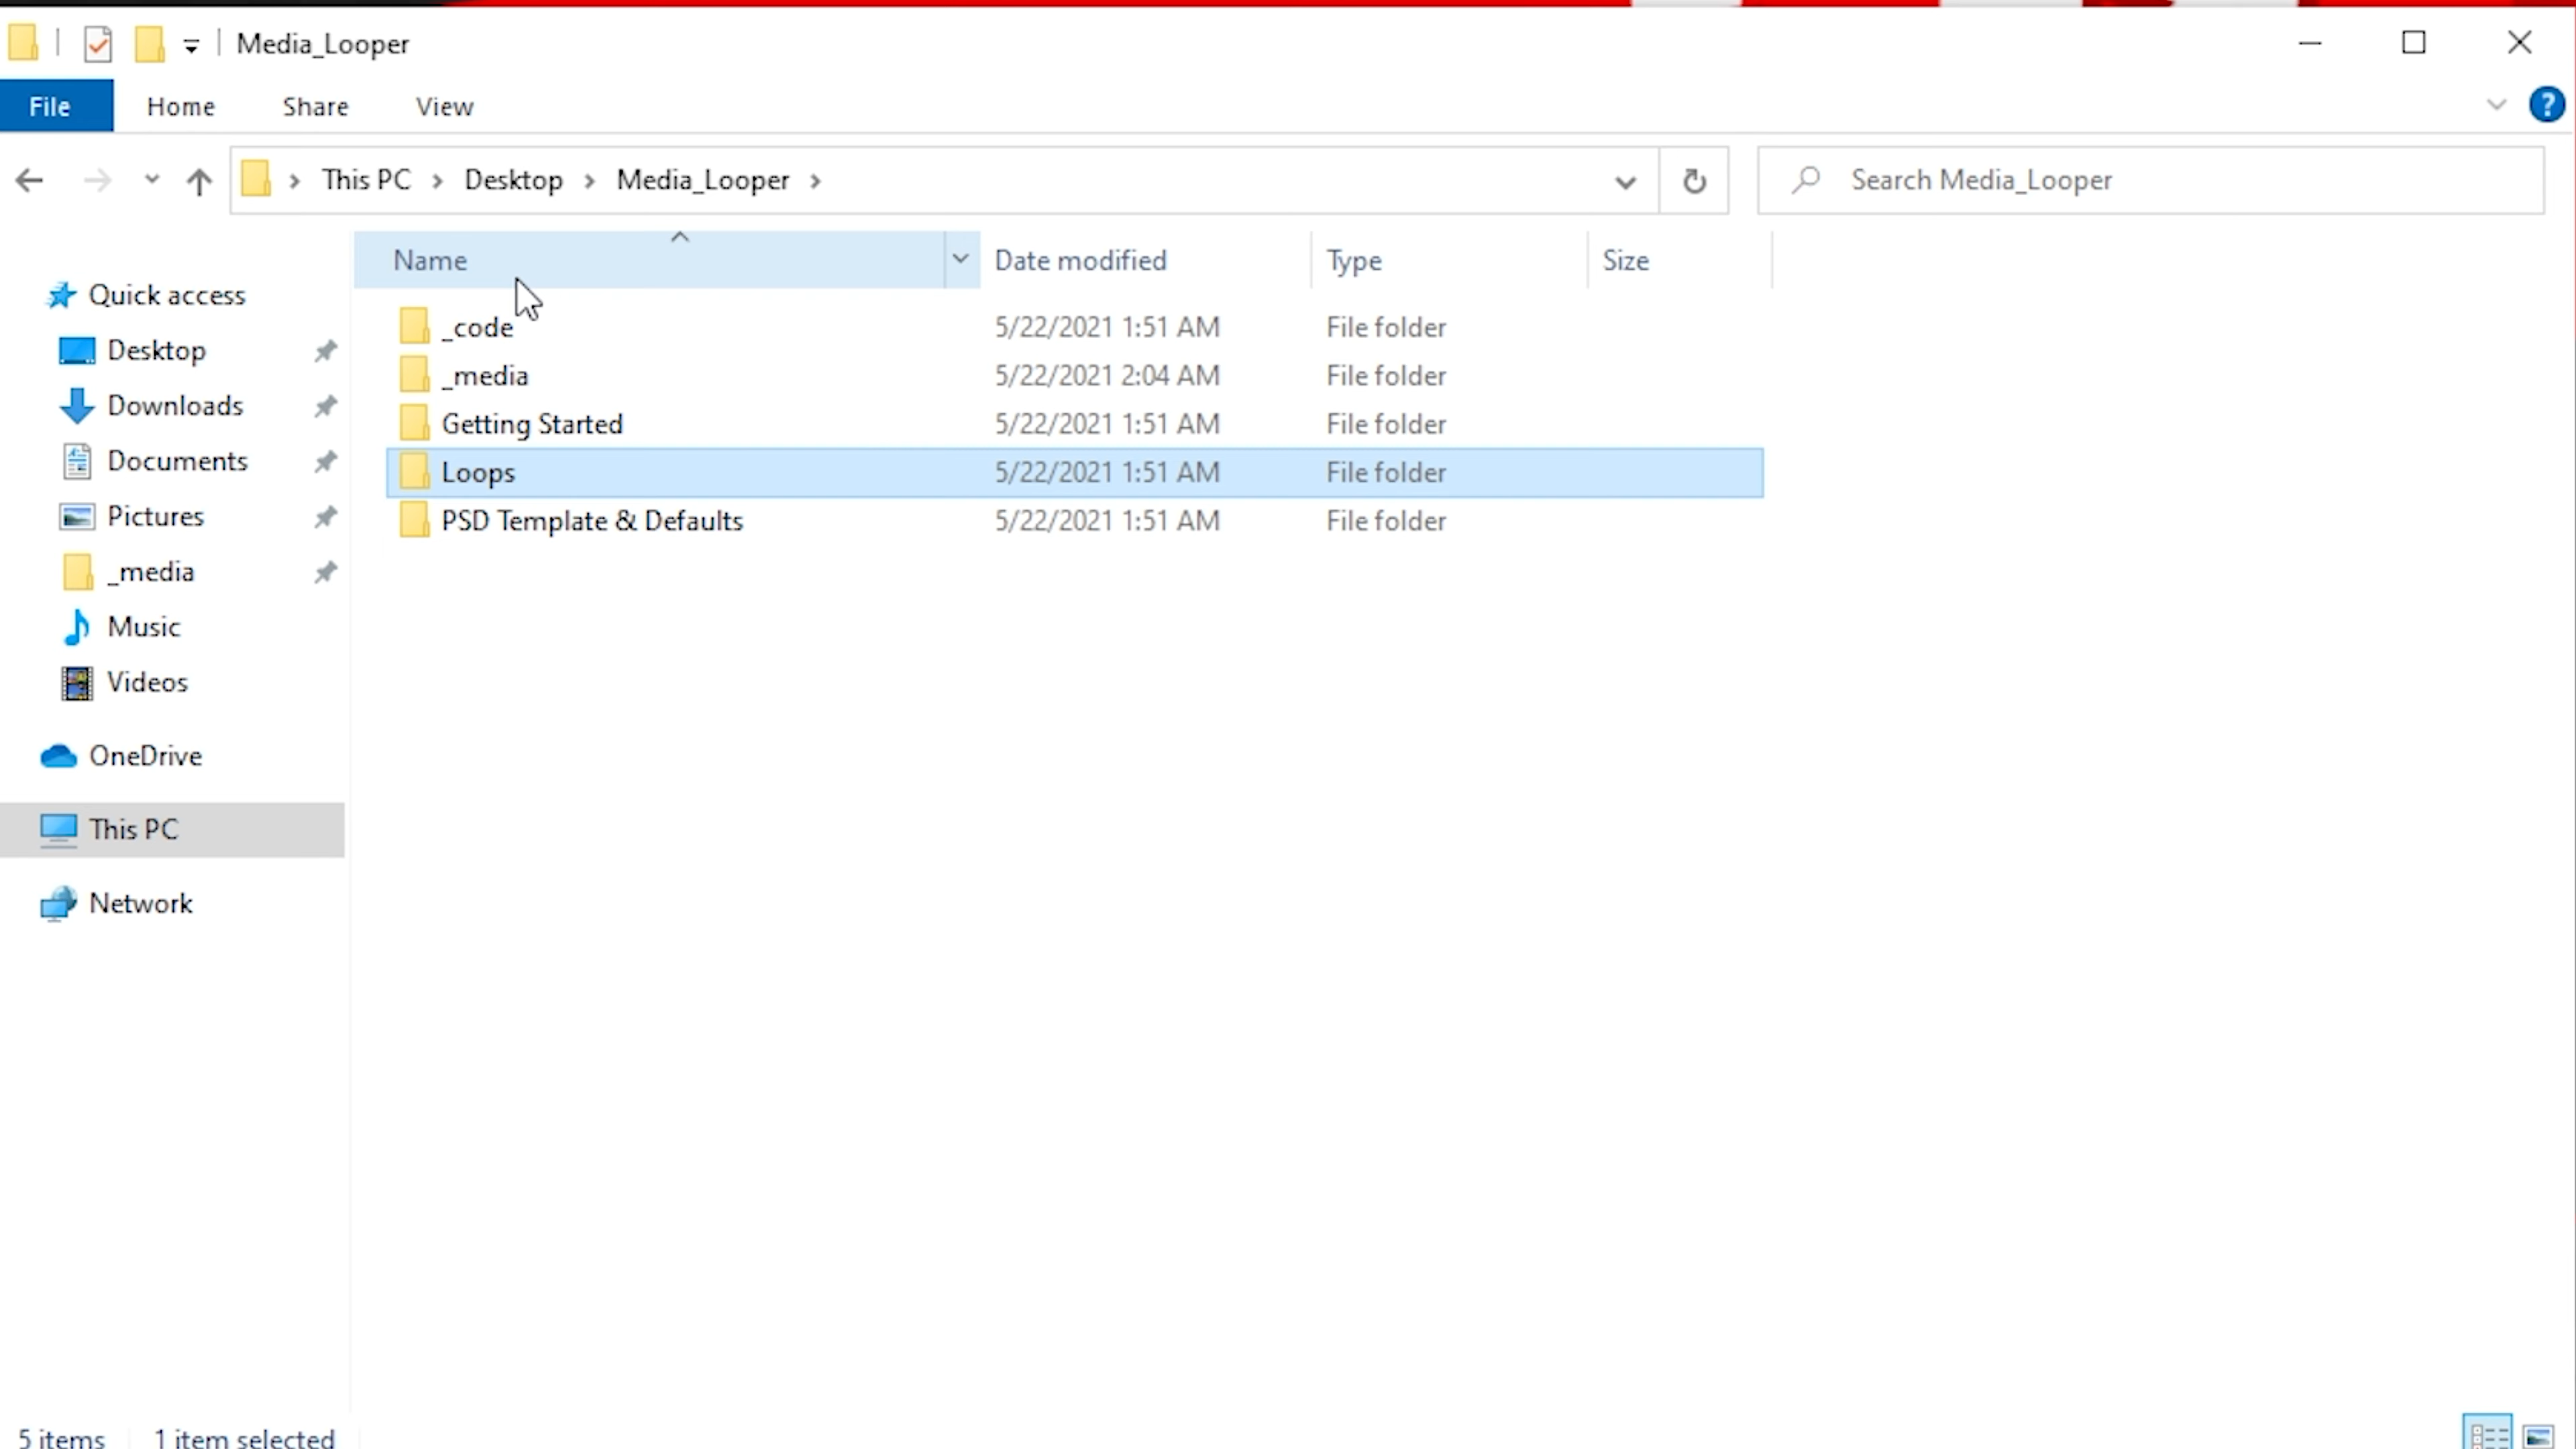 Media_Looper
File Home Share View
This PC Desktop Media_Looper Search Media_Looper
Name Date modified Type Size
Quick access
Desktop
Downloads
Documents
Pictures
_media
Music
Videos
OneDrive
This PC
Network
_code 5/22/2021 1:51 AM File folder
_media 5/22/2021 2:04 AM File folder
Getting Started 5/22/2021 1:51 AM File folder
Loops 5/22/2021 1:51 AM File folder
PSD Template & Defaults 5/22/2021 1:51 AM File folder
5 items 1 item selected